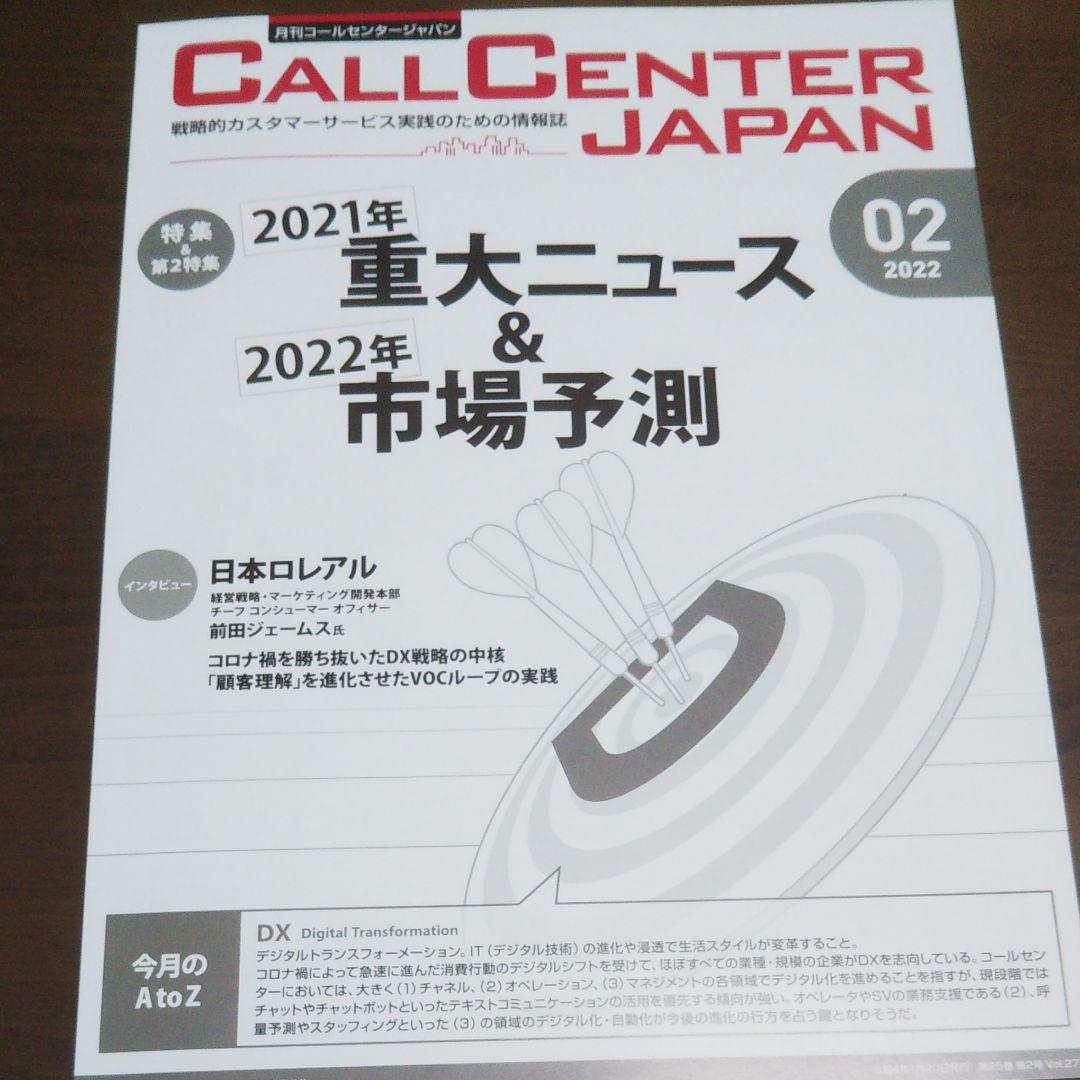 月刊コールセンタージャパン
CALLCENTER
JAPAN
戦略的カスタマーサービス実践のための情報誌
02
2022
特集
&
第2特集
2021年
重大ニュース
&
2022年
市場予測
インタビュー
日本ロレアル
経営戦略・マーケティング開発本部
チーフ コンシューマー オフィサー
前田ジェームス氏
コロナ禍を勝ち抜いたDX戦略の中核
「顧客理解」を進化させたVOCループの実践
今月の
A to Z
DX Digital Transformation
デジタルトランスフォーメーション。IT(デジタル技術)の進化や浸透で生活スタイルが変革すること。
コロナ禍によって急速に進んだ消費行動のデジタルシフトを受けて、ほぼすべての業種・規模の企業がDXを志向している。コールセン
ターにおいては、大きく(1)チャネル、(2)オペレーション、(3)マネジメントの各領域でデジタル化を進めることを指すが、現段階では
チャットやチャットボットといったテキストコミュニケーションの活用を優先する傾向が強い。オペレータやSVの業務支援である(2)、呼
量予測やスタッフィングといった(3)の領域のデジタル化・自動化が今後の進化の行方を占う鍵となりそうだ。
第25巻 第2号 Vol.27